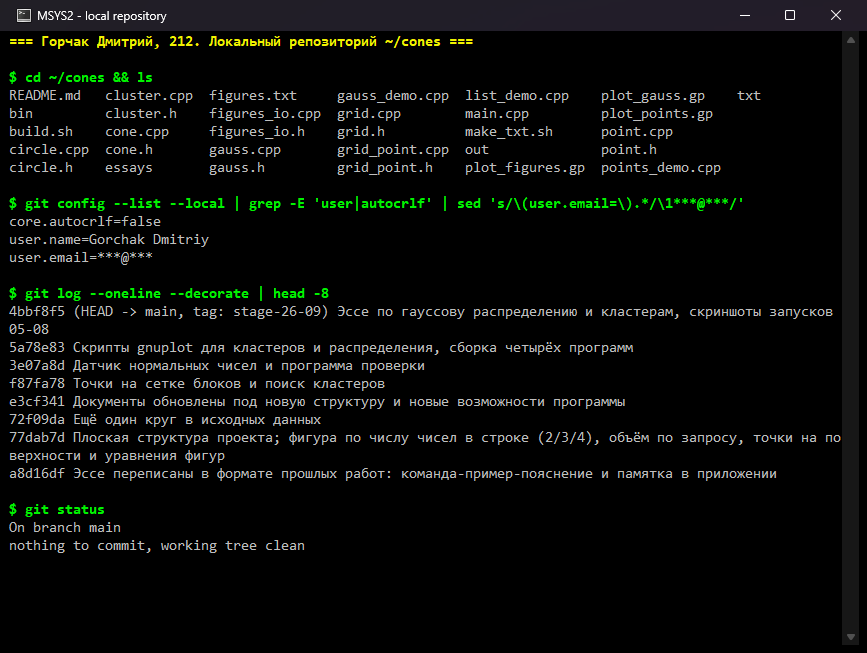 MSYS2 - local repository
=== Горчак Дмитрий, 212. Локальный репозиторий ~/cones ===
$ cd ~/cones && ls
README.md cluster.cpp figures.txt gauss_demo.cpp list_demo.cpp plot_gauss.gp txt
bin cluster.h figures_io.cpp grid.cpp main.cpp plot_points.gp
build.sh cone.cpp figures_io.h grid.h make_txt.sh point.cpp
circle.cpp cone.h gauss.cpp grid_point.cpp out point.h
circle.h essays gauss.h grid_point.h plot_figures.gp points_demo.cpp
$ git config --list --local | grep -E 'user|autocrlf' | sed 's/\(user.email=\).*/\1***@***/'
core.autocrlf=false
user.name=Gorchak Dmitriy
user.email=***@***
$ git log --oneline --decorate | head -8
4bbf8f5 (HEAD -> main, tag: stage-26-09) Эссе по гауссову распределению и кластерам, скриншоты запусков
05-08
5a78e83 Скрипты gnuplot для кластеров и распределения, сборка четырёх программ
3e07a8d Датчик нормальных чисел и программа проверки
f87fa78 Точки на сетке блоков и поиск кластеров
e3cf341 Документы обновлены под новую структуру и новые возможности программы
72f09da Ещё один круг в исходных данных
77dab7d Плоская структура проекта; фигура по числу чисел в строке (2/3/4), объём по запросу, точки на по
верхности и уравнения фигур
a8d16df Эссе переписаны в формате прошлых работ: команда-пример-пояснение и памятка в приложении
$ git status
On branch main
nothing to commit, working tree clean